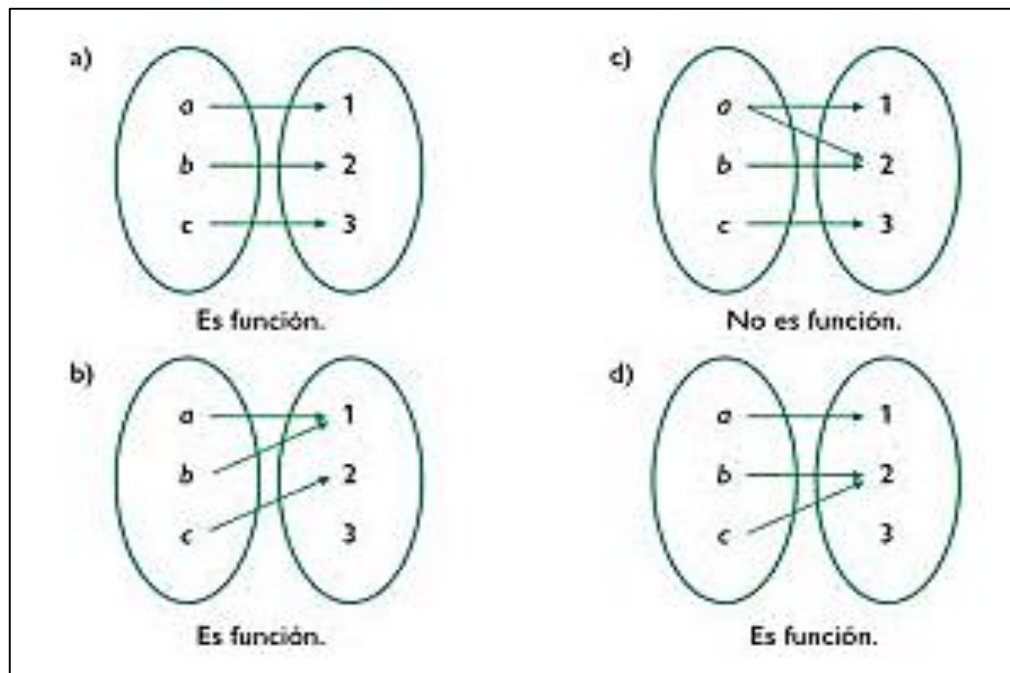 a)
a 1
b 2
c 3
Es función.
c)
a 1
b 2
c 3
No es función.
b)
a 1
b 2
c 3
Es función.
d)
a 1
b 2
c 3
Es función.